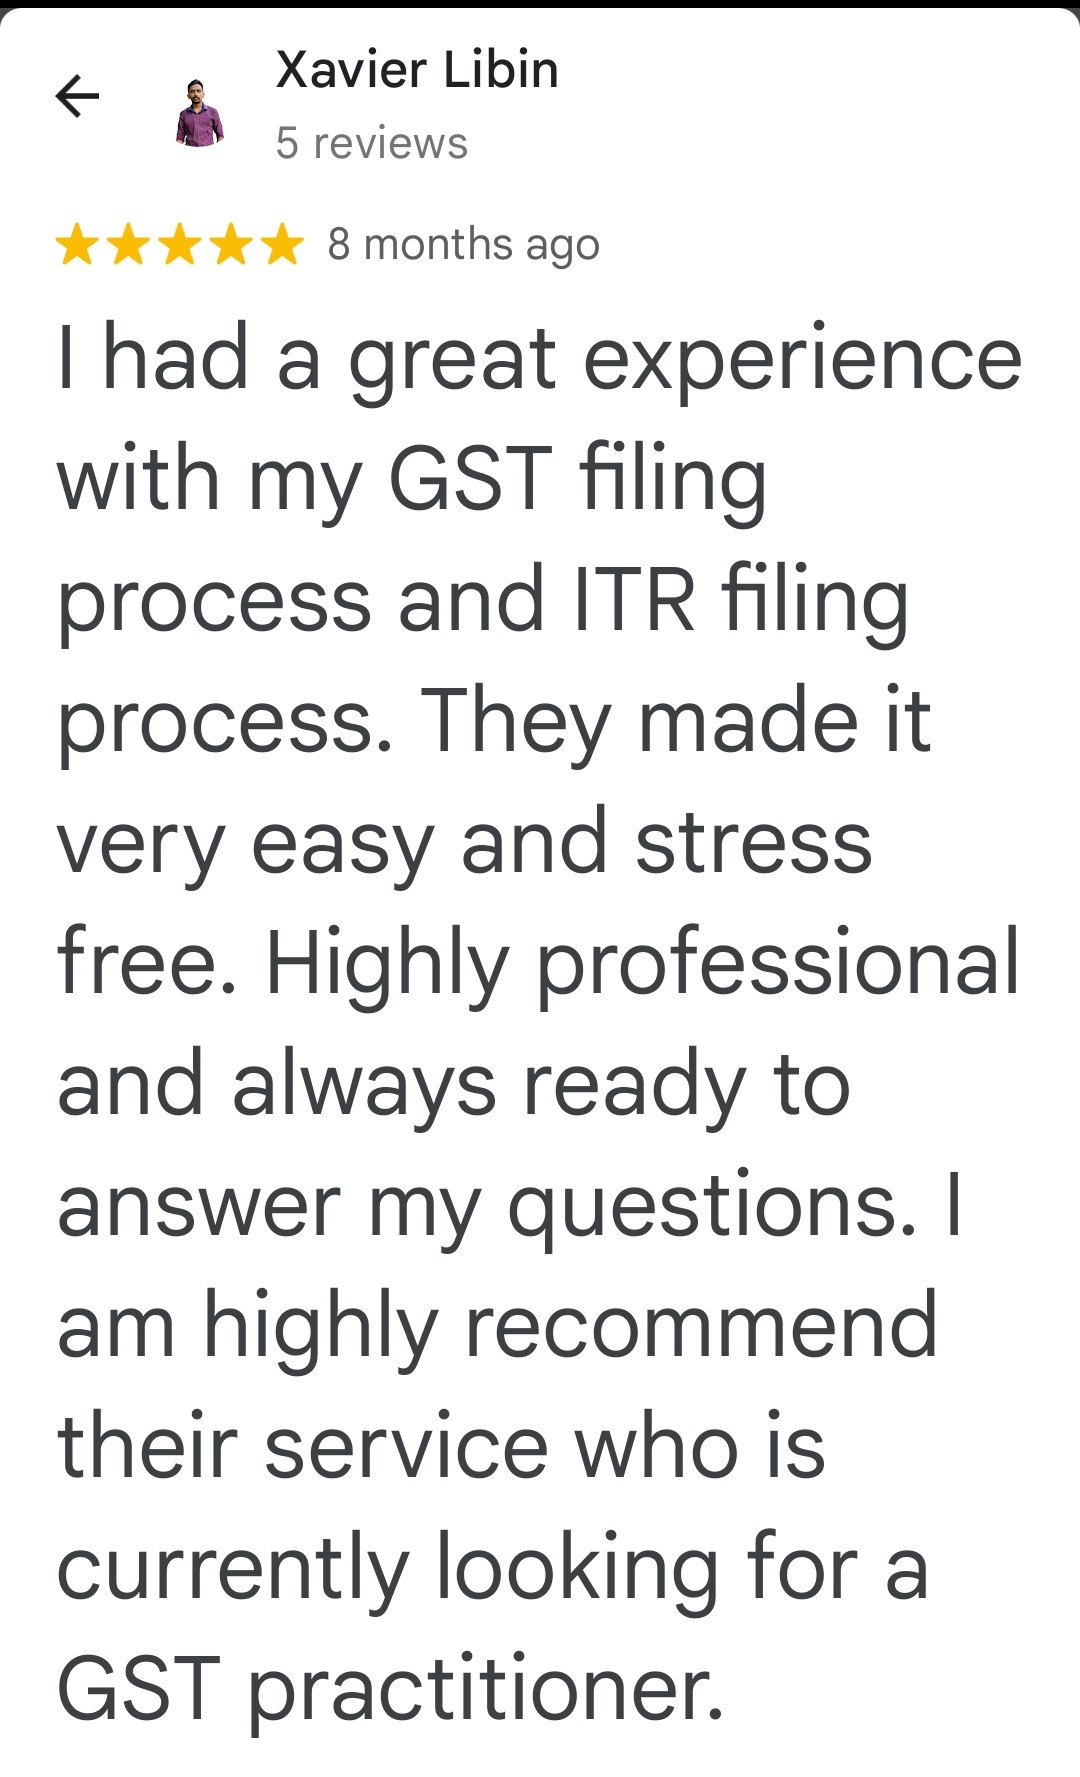 Xavier Libin
5 reviews
8 months ago
I had a great experience
with my GST filing
process and ITR filing
process. They made it
very easy and stress
free. Highly professional
and always ready to
answer my questions. I
am highly recommend
their service who is
currently looking for a
GST practitioner.